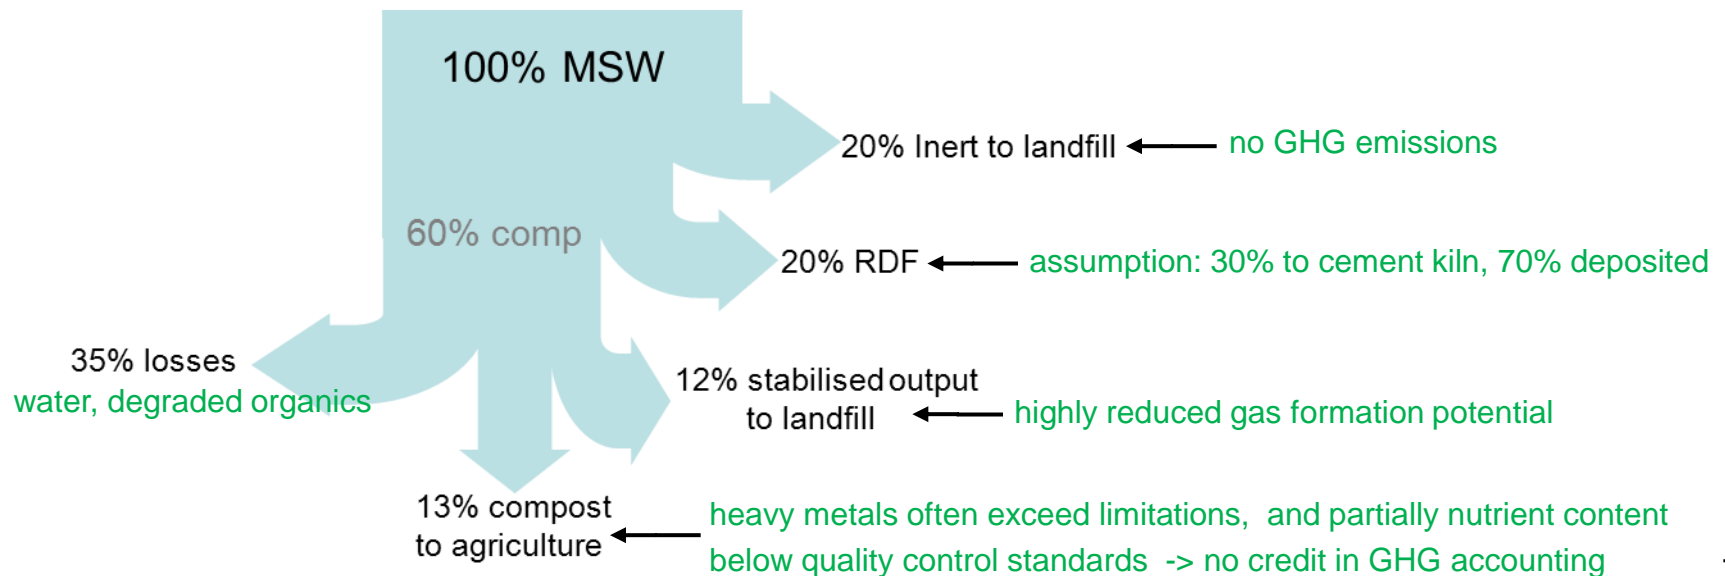 100% MSW
20% Inert to landfill
no GHG emissions
60% comp
20% RDF
assumption: 30% to cement kiln, 70% deposited
35% losses
water, degraded organics
12% stabilised output
to landfill
highly reduced gas formation potential
13% compost
to agriculture
heavy metals often exceed limitations, and partially nutrient content
below quality control standards -> no credit in GHG accounting